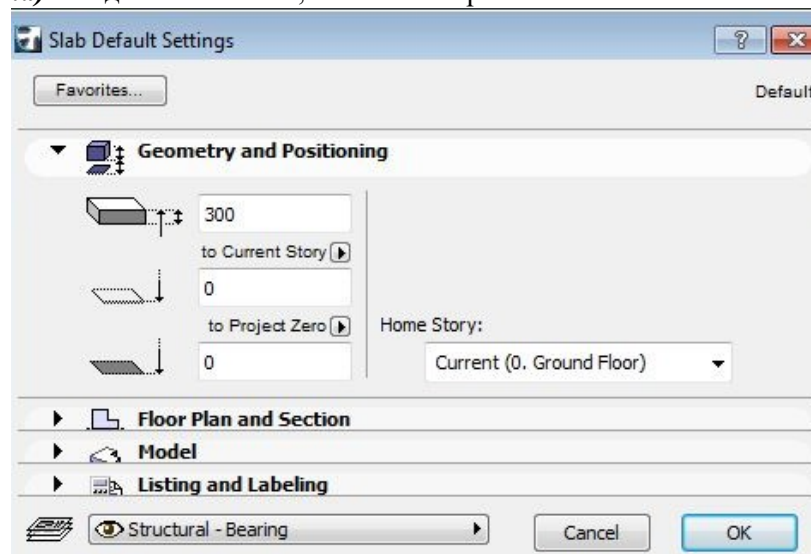 Slab Default Settings
Favorites...
Default
Geometry and Positioning
300
to Current Story
0
to Project Zero
Home Story:
0
Current (0. Ground Floor)
Floor Plan and Section
Model
Listing and Labeling
Structural - Bearing
Cancel
OK